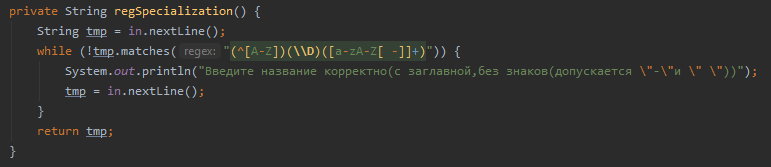 private String regSpecialization() {
String tmp = in.nextLine();
while (!tmp.matches( regex: "(^[A-Z])(\\D)([a-zA-Z[ -]]+)")) {
System.out.println("Введите название корректно(с заглавной,без знаков(допускается \"-\"и \" \"))");
tmp = in.nextLine();
}
return tmp;
}